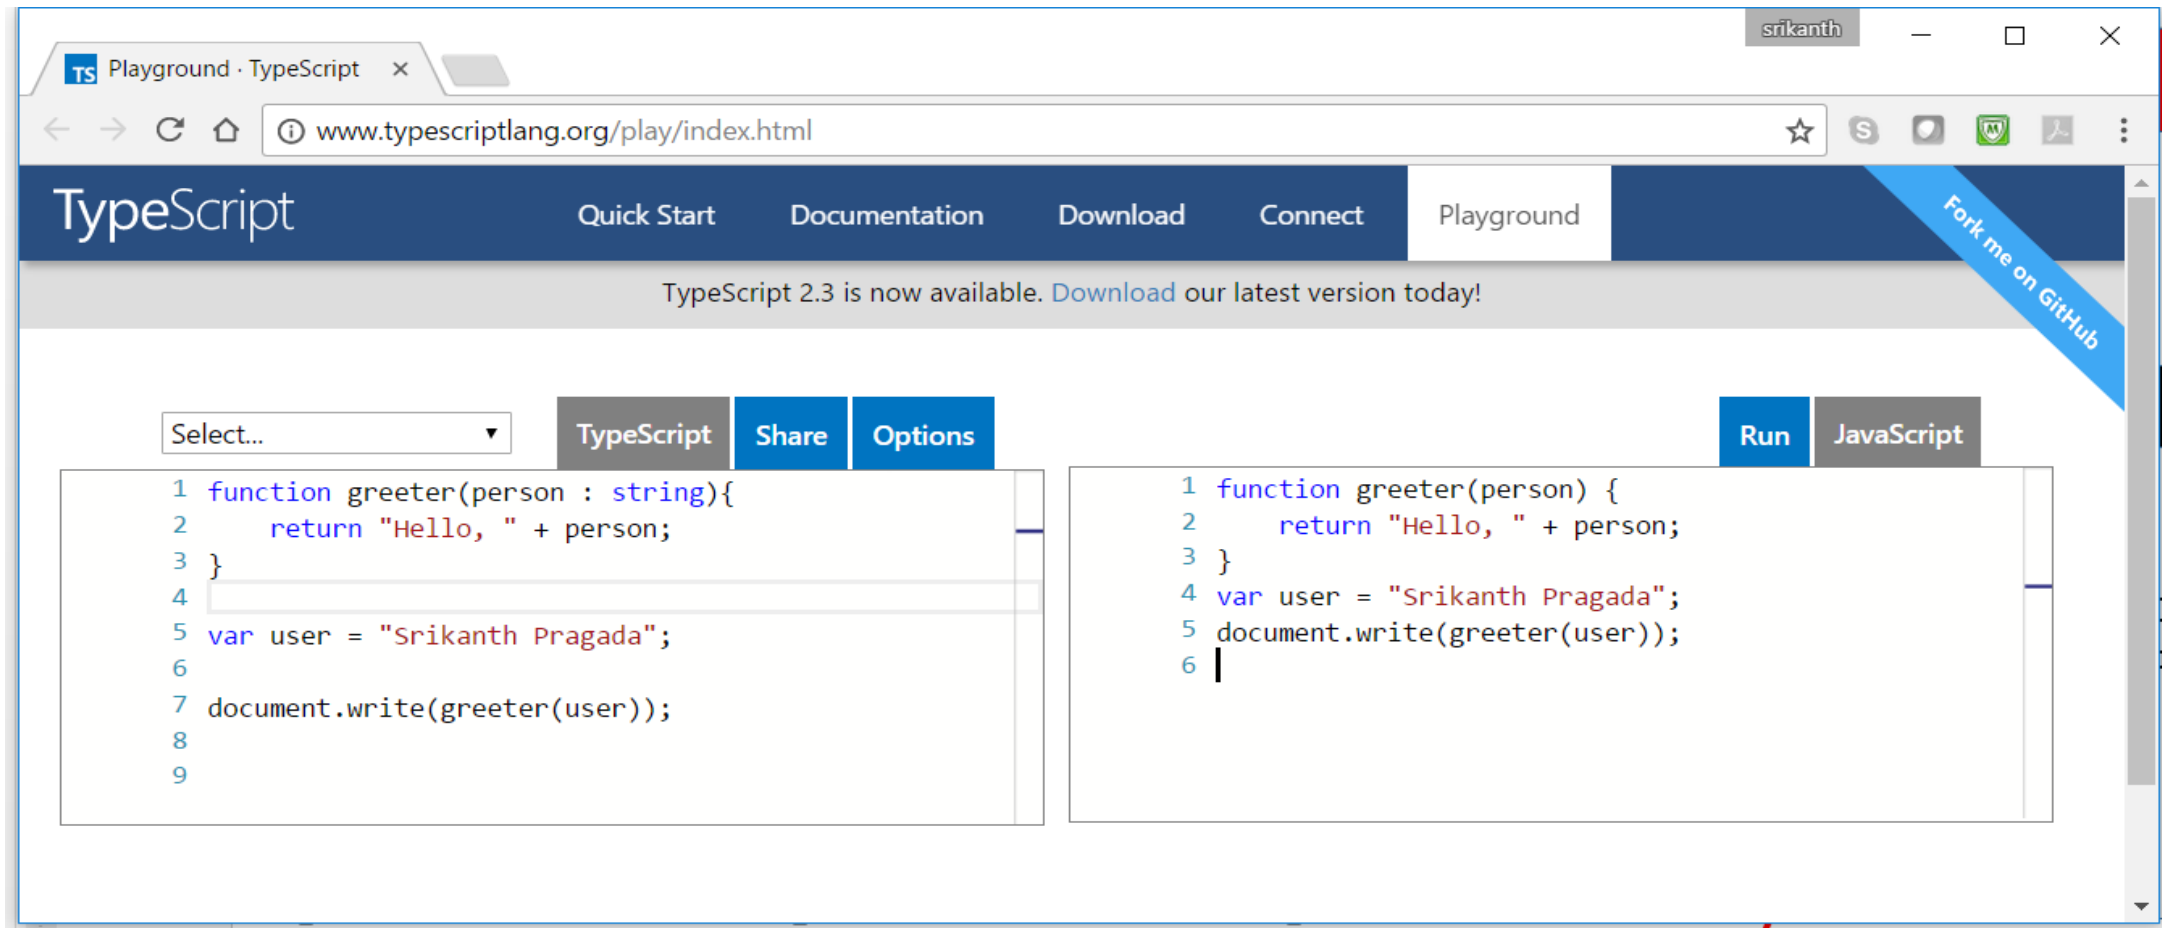 srikanth
TS Playground · TypeScript
www.typescriptlang.org/play/index.html
TypeScript Quick Start Documentation Download Connect Playground
Fork me on GitHub
TypeScript 2.3 is now available. Download our latest version today!
Select... TypeScript Share Options
1 function greeter(person : string){
2 return "Hello, " + person;
3 }
4
5 var user = "Srikanth Pragada";
6
7 document.write(greeter(user));
8
9
Run JavaScript
1 function greeter(person) {
2 return "Hello, " + person;
3 }
4 var user = "Srikanth Pragada";
5 document.write(greeter(user));
6